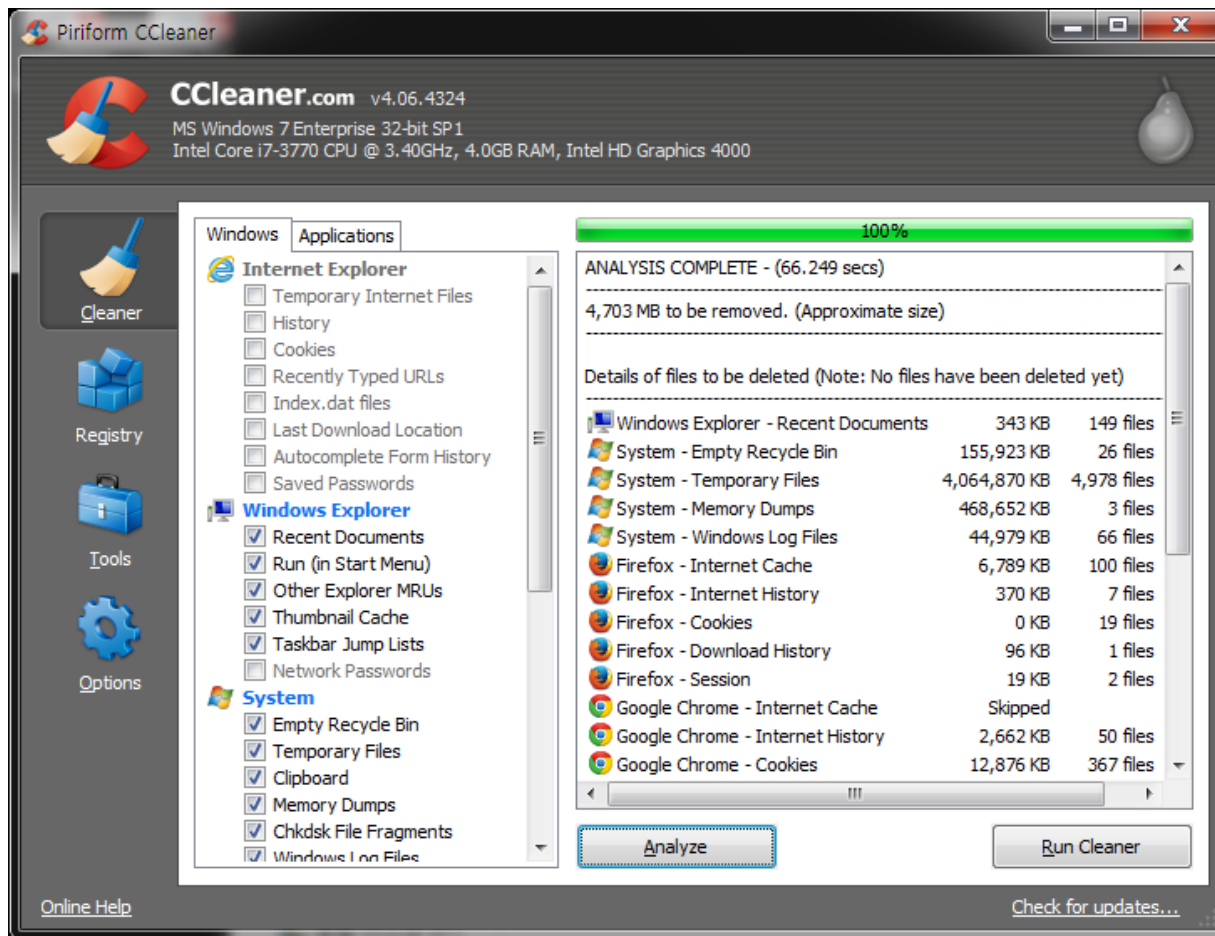 Piriform CCleaner
CCleaner.com v4.06.4324
MS Windows 7 Enterprise 32-bit SP1
Intel Core i7-3770 CPU @ 3.40GHz, 4.0GB RAM, Intel HD Graphics 4000
Cleaner
Registry
Tools
Options
Windows
Applications
Internet Explorer
Temporary Internet Files
History
Cookies
Recently Typed URLs
Index.dat files
Last Download Location
Autocomplete Form History
Saved Passwords
Windows Explorer
Recent Documents
Run (in Start Menu)
Other Explorer MRUs
Thumbnail Cache
Taskbar Jump Lists
Network Passwords
System
Empty Recycle Bin
Temporary Files
Clipboard
Memory Dumps
Chkdsk File Fragments
Windows Log Files
100%
ANALYSIS COMPLETE - (66.249 secs)
4,703 MB to be removed. (Approximate size)
Details of files to be deleted (Note: No files have been deleted yet)
Windows Explorer - Recent Documents 343 KB 149 files
System - Empty Recycle Bin 155,923 KB 26 files
System - Temporary Files 4,064,870 KB 4,978 files
System - Memory Dumps 468,652 KB 3 files
System - Windows Log Files 44,979 KB 66 files
Firefox - Internet Cache 6,789 KB 100 files
Firefox - Internet History 370 KB 7 files
Firefox - Cookies 0 KB 19 files
Firefox - Download History 96 KB 1 files
Firefox - Session 19 KB 2 files
Google Chrome - Internet Cache Skipped
Google Chrome - Internet History 2,662 KB 50 files
Google Chrome - Cookies 12,876 KB 367 files
Analyze
Run Cleaner
Online Help
Check for updates...